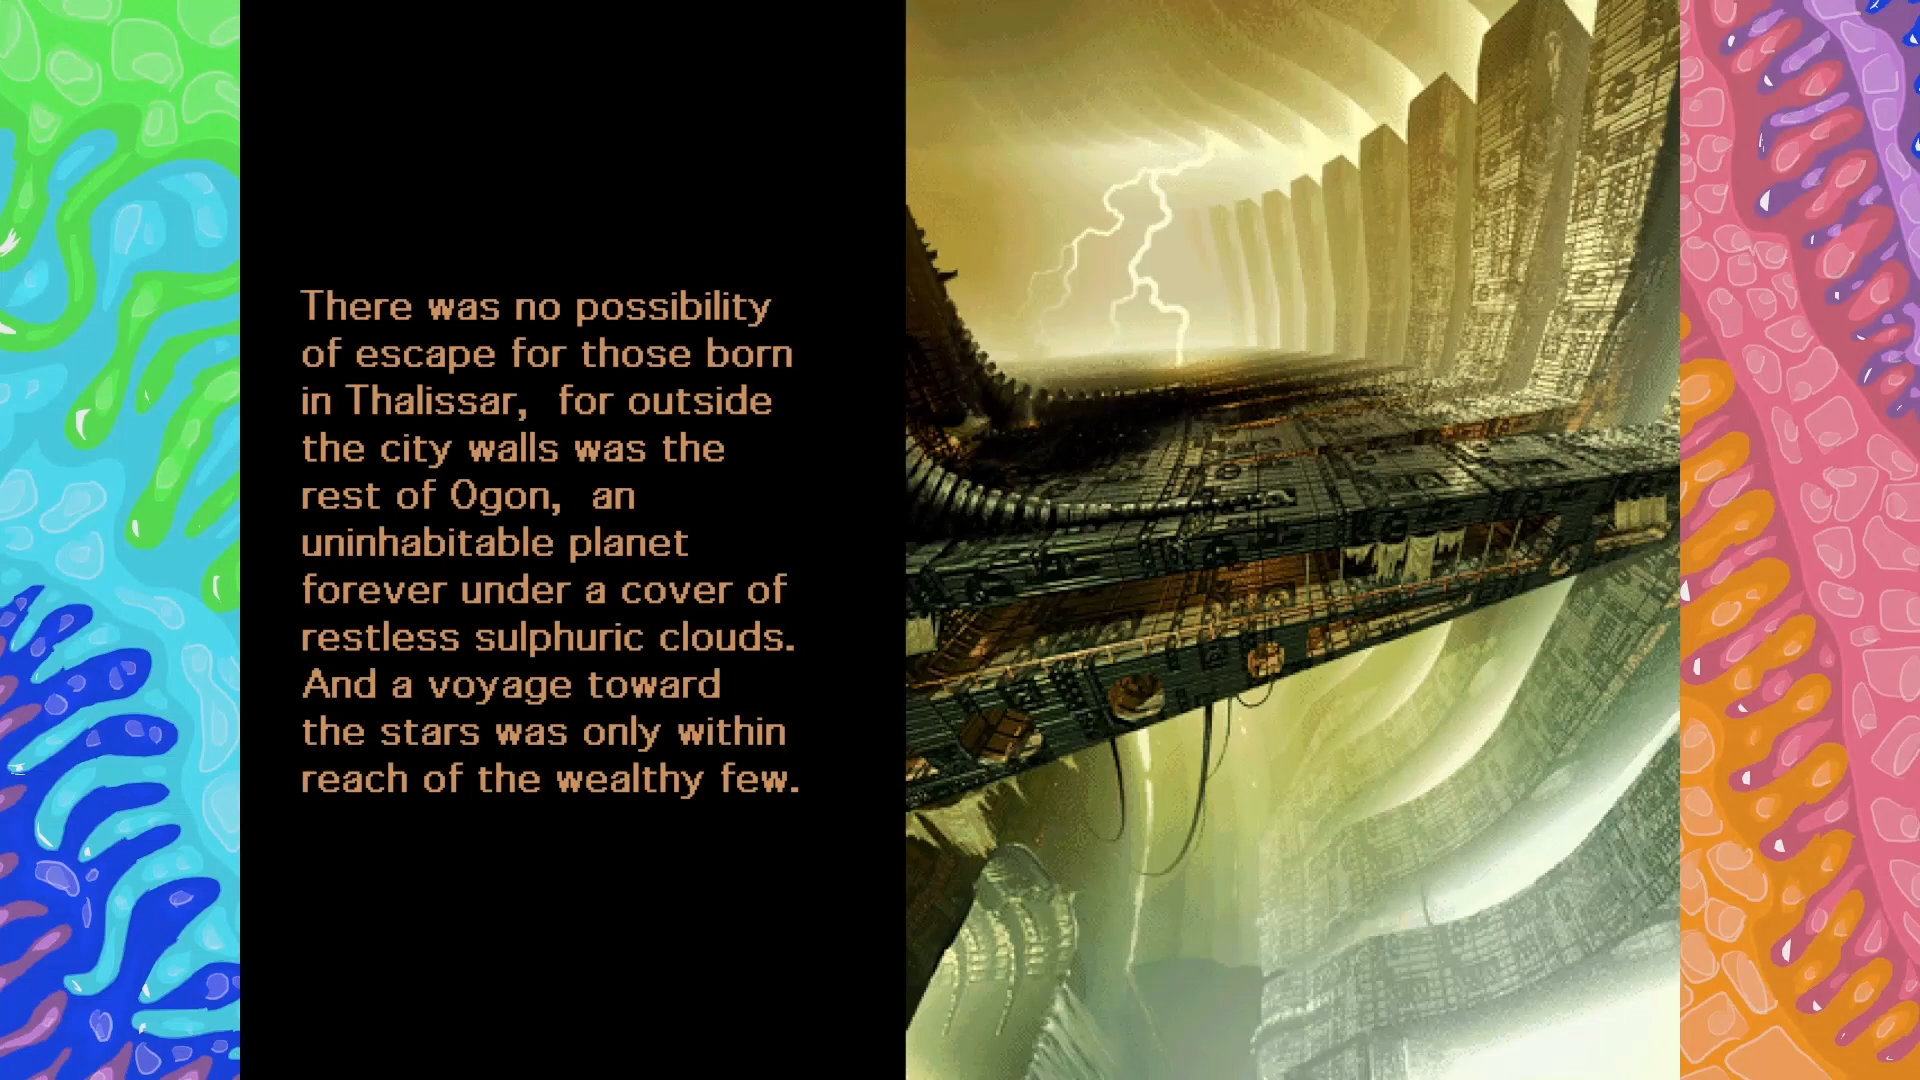 There was no possibility
of escape for those born
in Thalissar,  for outside
the city walls was the
rest of Ogon,  an
uninhabitable planet
forever under a cover of
restless sulphuric clouds.
And a voyage toward
the stars was only within
reach of the wealthy few.